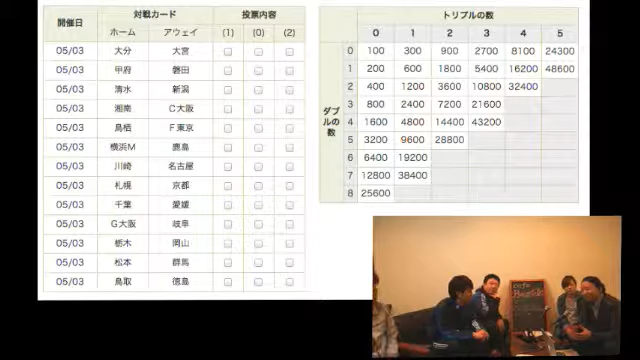 開催日 対戦カード 投票内容
ホーム アウェイ (1) (0) (2)
05/03 大分 大宮
05/03 甲府 磐田
05/03 清水 新潟
05/03 湘南 C大阪
05/03 鳥栖 F東京
05/03 横浜M 鹿島
05/03 川崎 名古屋
05/03 札幌 京都
05/03 千葉 愛媛
05/03 G大阪 岐阜
05/03 栃木 岡山
05/03 松本 群馬
05/03 鳥取 徳島
トリプルの数
0 1 2 3 4 5
ダブルの数
0 100 300 900 2700 8100 24300
1 200 600 1800 5400 16200 48600
2 400 1200 3600 10800 32400
3 800 2400 7200 21600
4 1600 4800 14400 43200
5 3200 9600 28800
6 6400 19200
7 12800 38400
8 25600
cafe